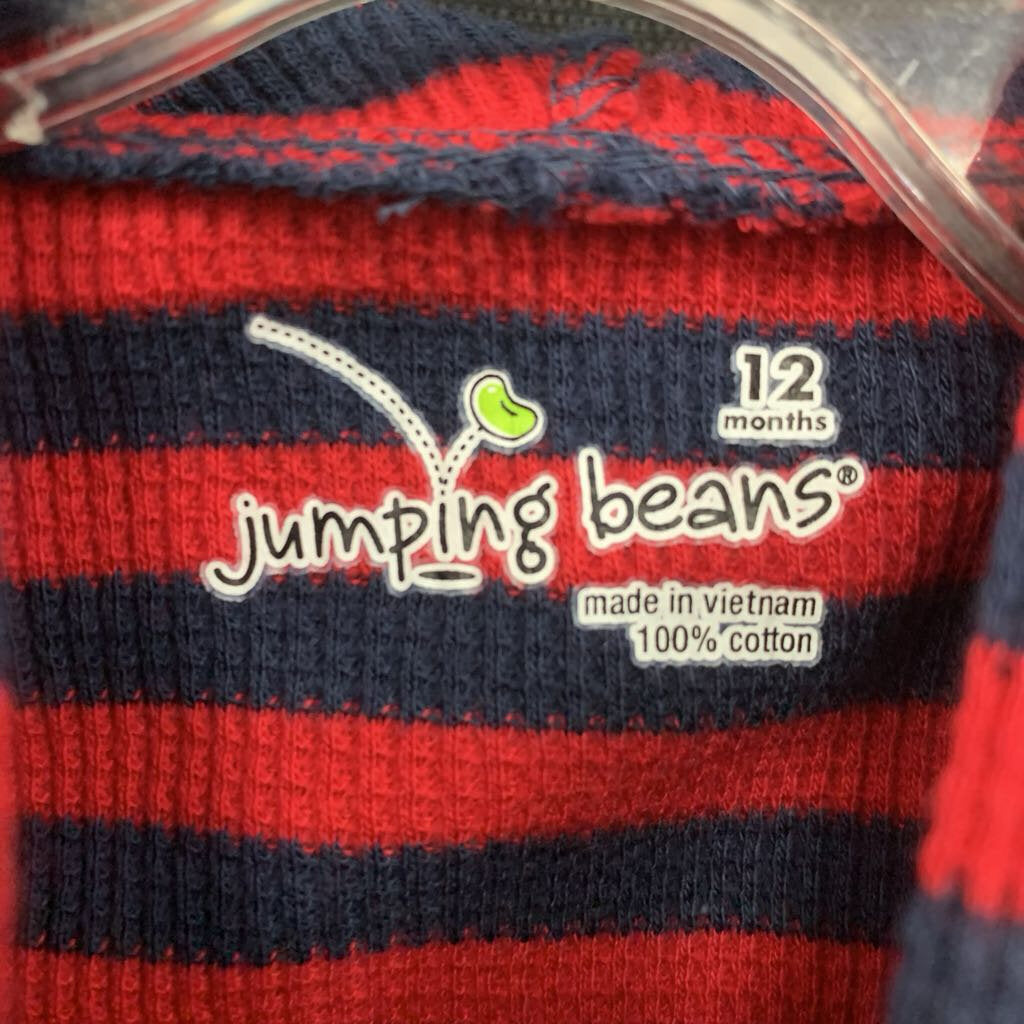 12
months
jumping beans®
made in vietnam
100% cotton